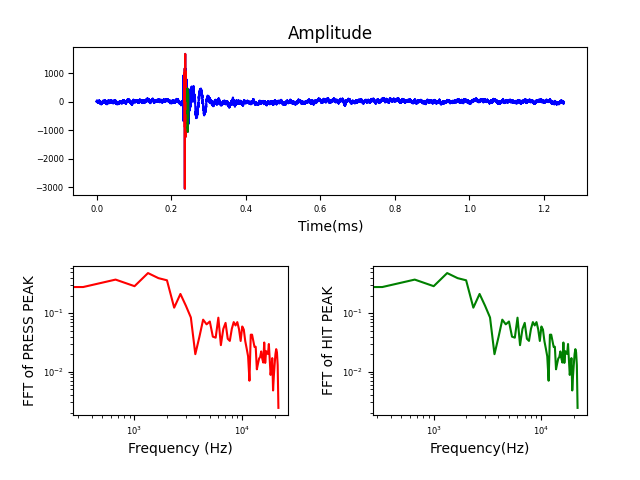 Amplitude
1000
0
−1000
−2000
−3000
0.0 0.2 0.4 0.6 0.8 1.0 1.2
Time(ms)
FFT of PRESS PEAK
10⁻¹
10⁻²
10³ 10⁴
Frequency (Hz)
FFT of HIT PEAK
10⁻¹
10⁻²
10³ 10⁴
Frequency(Hz)